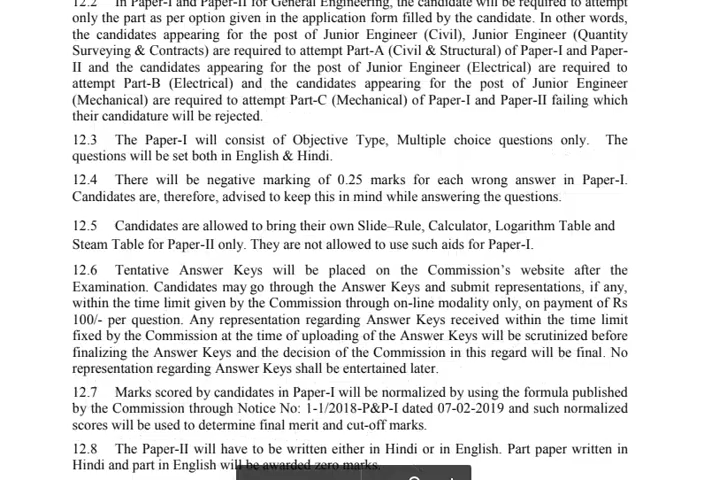 12.2 In Paper-I and Paper-II for General Engineering, the candidate will be required to attempt
only the part as per option given in the application form filled by the candidate. In other words,
the candidates appearing for the post of Junior Engineer (Civil), Junior Engineer (Quantity
Surveying & Contracts) are required to attempt Part-A (Civil & Structural) of Paper-I and Paper-
II and the candidates appearing for the post of Junior Engineer (Electrical) are required to
attempt Part-B (Electrical) and the candidates appearing for the post of Junior Engineer
(Mechanical) are required to attempt Part-C (Mechanical) of Paper-I and Paper-II failing which
their candidature will be rejected.
12.3 The Paper-I will consist of Objective Type, Multiple choice questions only. The
questions will be set both in English & Hindi.
12.4 There will be negative marking of 0.25 marks for each wrong answer in Paper-I.
Candidates are, therefore, advised to keep this in mind while answering the questions.
12.5 Candidates are allowed to bring their own Slide–Rule, Calculator, Logarithm Table and
Steam Table for Paper-II only. They are not allowed to use such aids for Paper-I.
12.6 Tentative Answer Keys will be placed on the Commission's website after the
Examination. Candidates may go through the Answer Keys and submit representations, if any,
within the time limit given by the Commission through on-line modality only, on payment of Rs
100/- per question. Any representation regarding Answer Keys received within the time limit
fixed by the Commission at the time of uploading of the Answer Keys will be scrutinized before
finalizing the Answer Keys and the decision of the Commission in this regard will be final. No
representation regarding Answer Keys shall be entertained later.
12.7 Marks scored by candidates in Paper-I will be normalized by using the formula published
by the Commission through Notice No: 1-1/2018-P&P-I dated 07-02-2019 and such normalized
scores will be used to determine final merit and cut-off marks.
12.8 The Paper-II will have to be written either in Hindi or in English. Part paper written in
Hindi and part in English will be awarded zero marks.